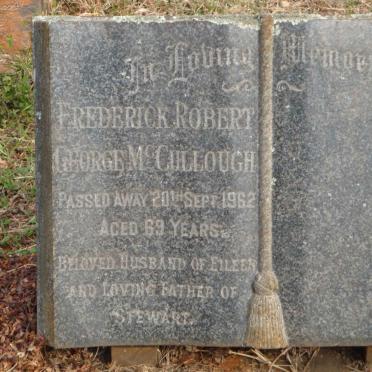 In Loving Memor
FREDERICK ROBERT
GEORGE MCCULLOUGH
PASSED AWAY 20TH SEPT. 1962
AGED 69 YEARS.
BELOVED HUSBAND OF EILEEN
AND LOVING FATHER OF
STEWART.